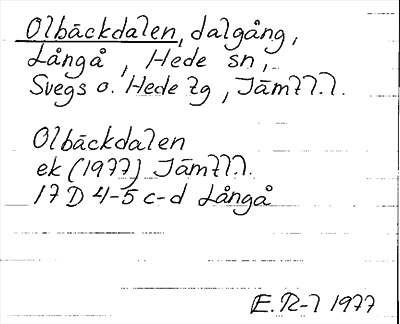 Olbäckdalen, dalgång,
Långå, Hede sn,
Svegs o. Hede tg, Jämtl.l.
Olbäckdalen
ek (1977) Jämtl.l.
17 D 4-5 c-d Långå
E.R-l 1977